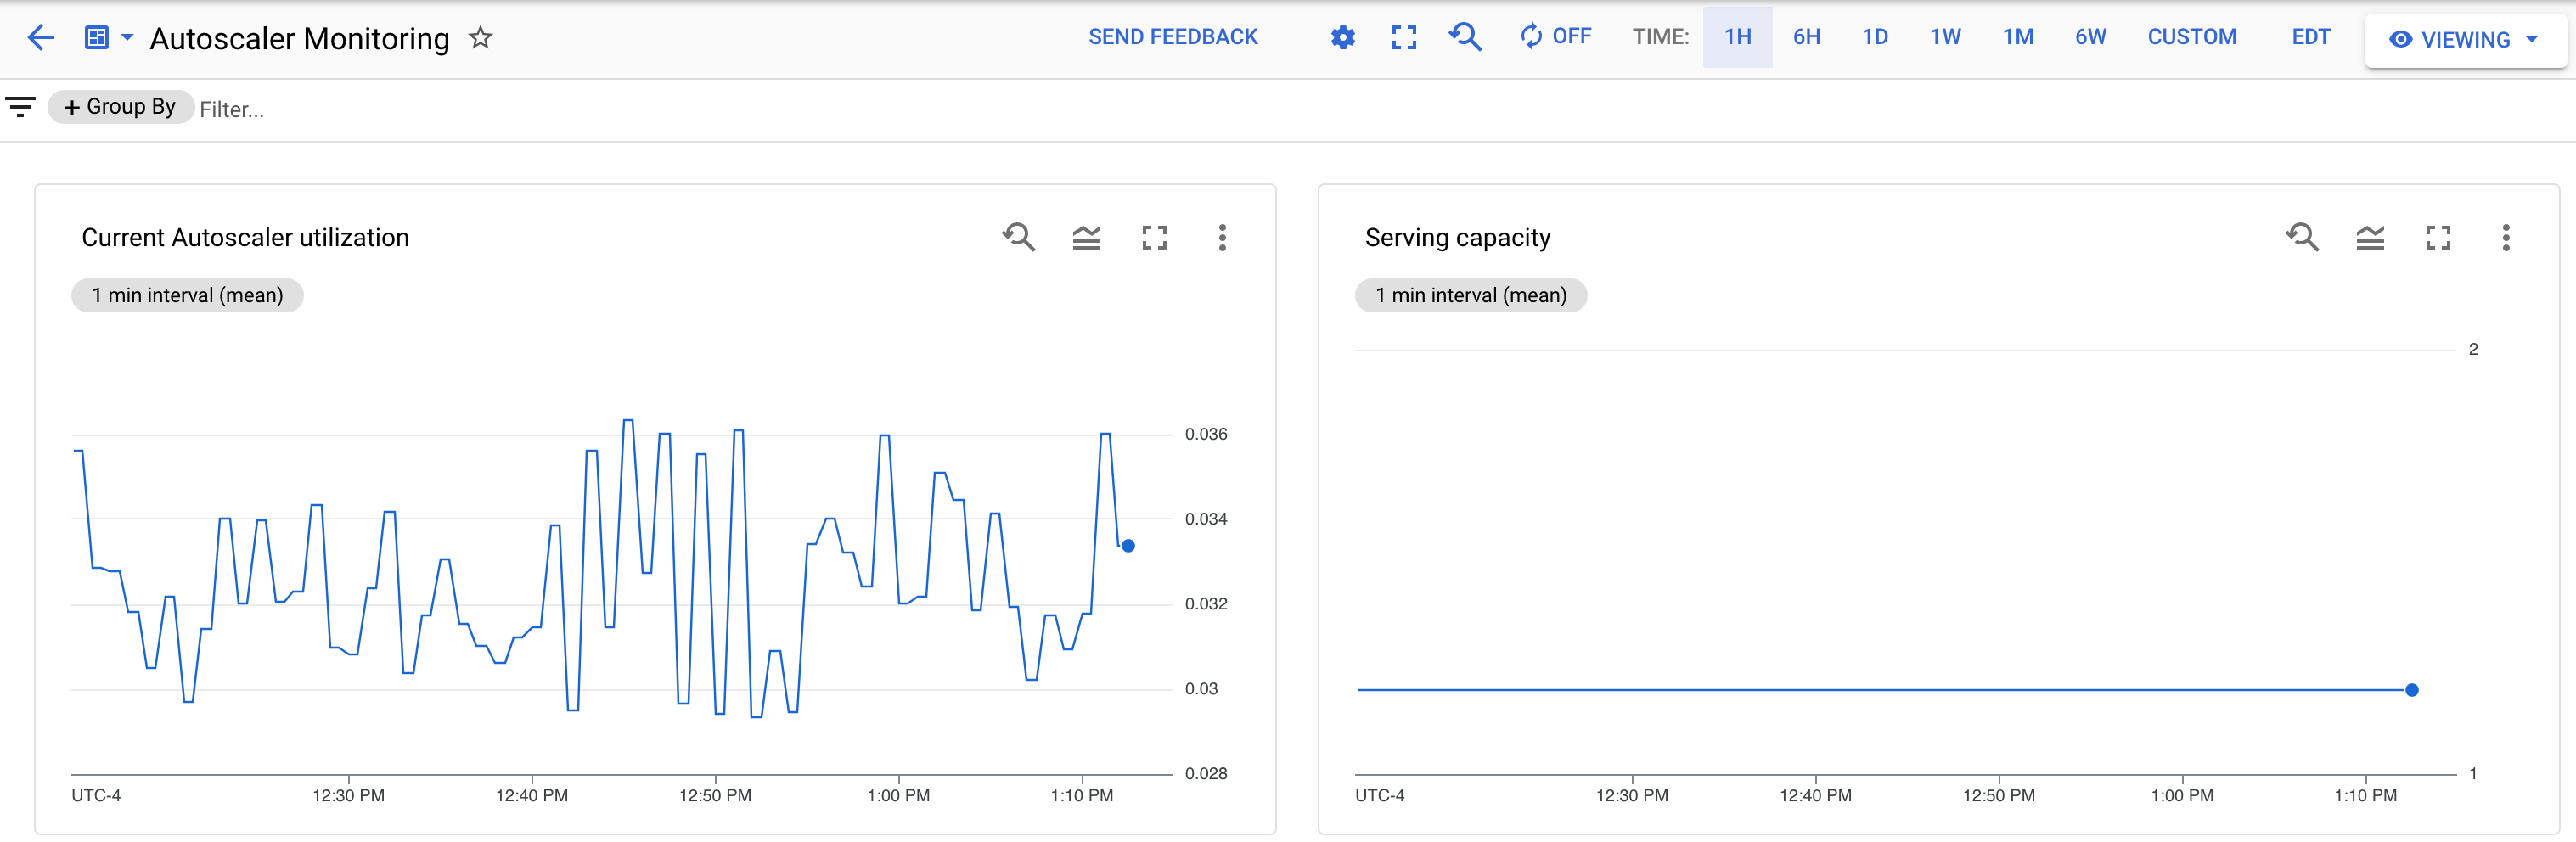 Autoscaler Monitoring
SEND FEEDBACK OFF TIME: 1H 6H 1D 1W 1M 6W CUSTOM EDT VIEWING
+ Group By Filter...
Current Autoscaler utilization
1 min interval (mean)
0.036
0.034
0.032
0.03
0.028
UTC-4 12:30 PM 12:40 PM 12:50 PM 1:00 PM 1:10 PM
Serving capacity
1 min interval (mean)
2
1
UTC-4 12:30 PM 12:40 PM 12:50 PM 1:00 PM 1:10 PM